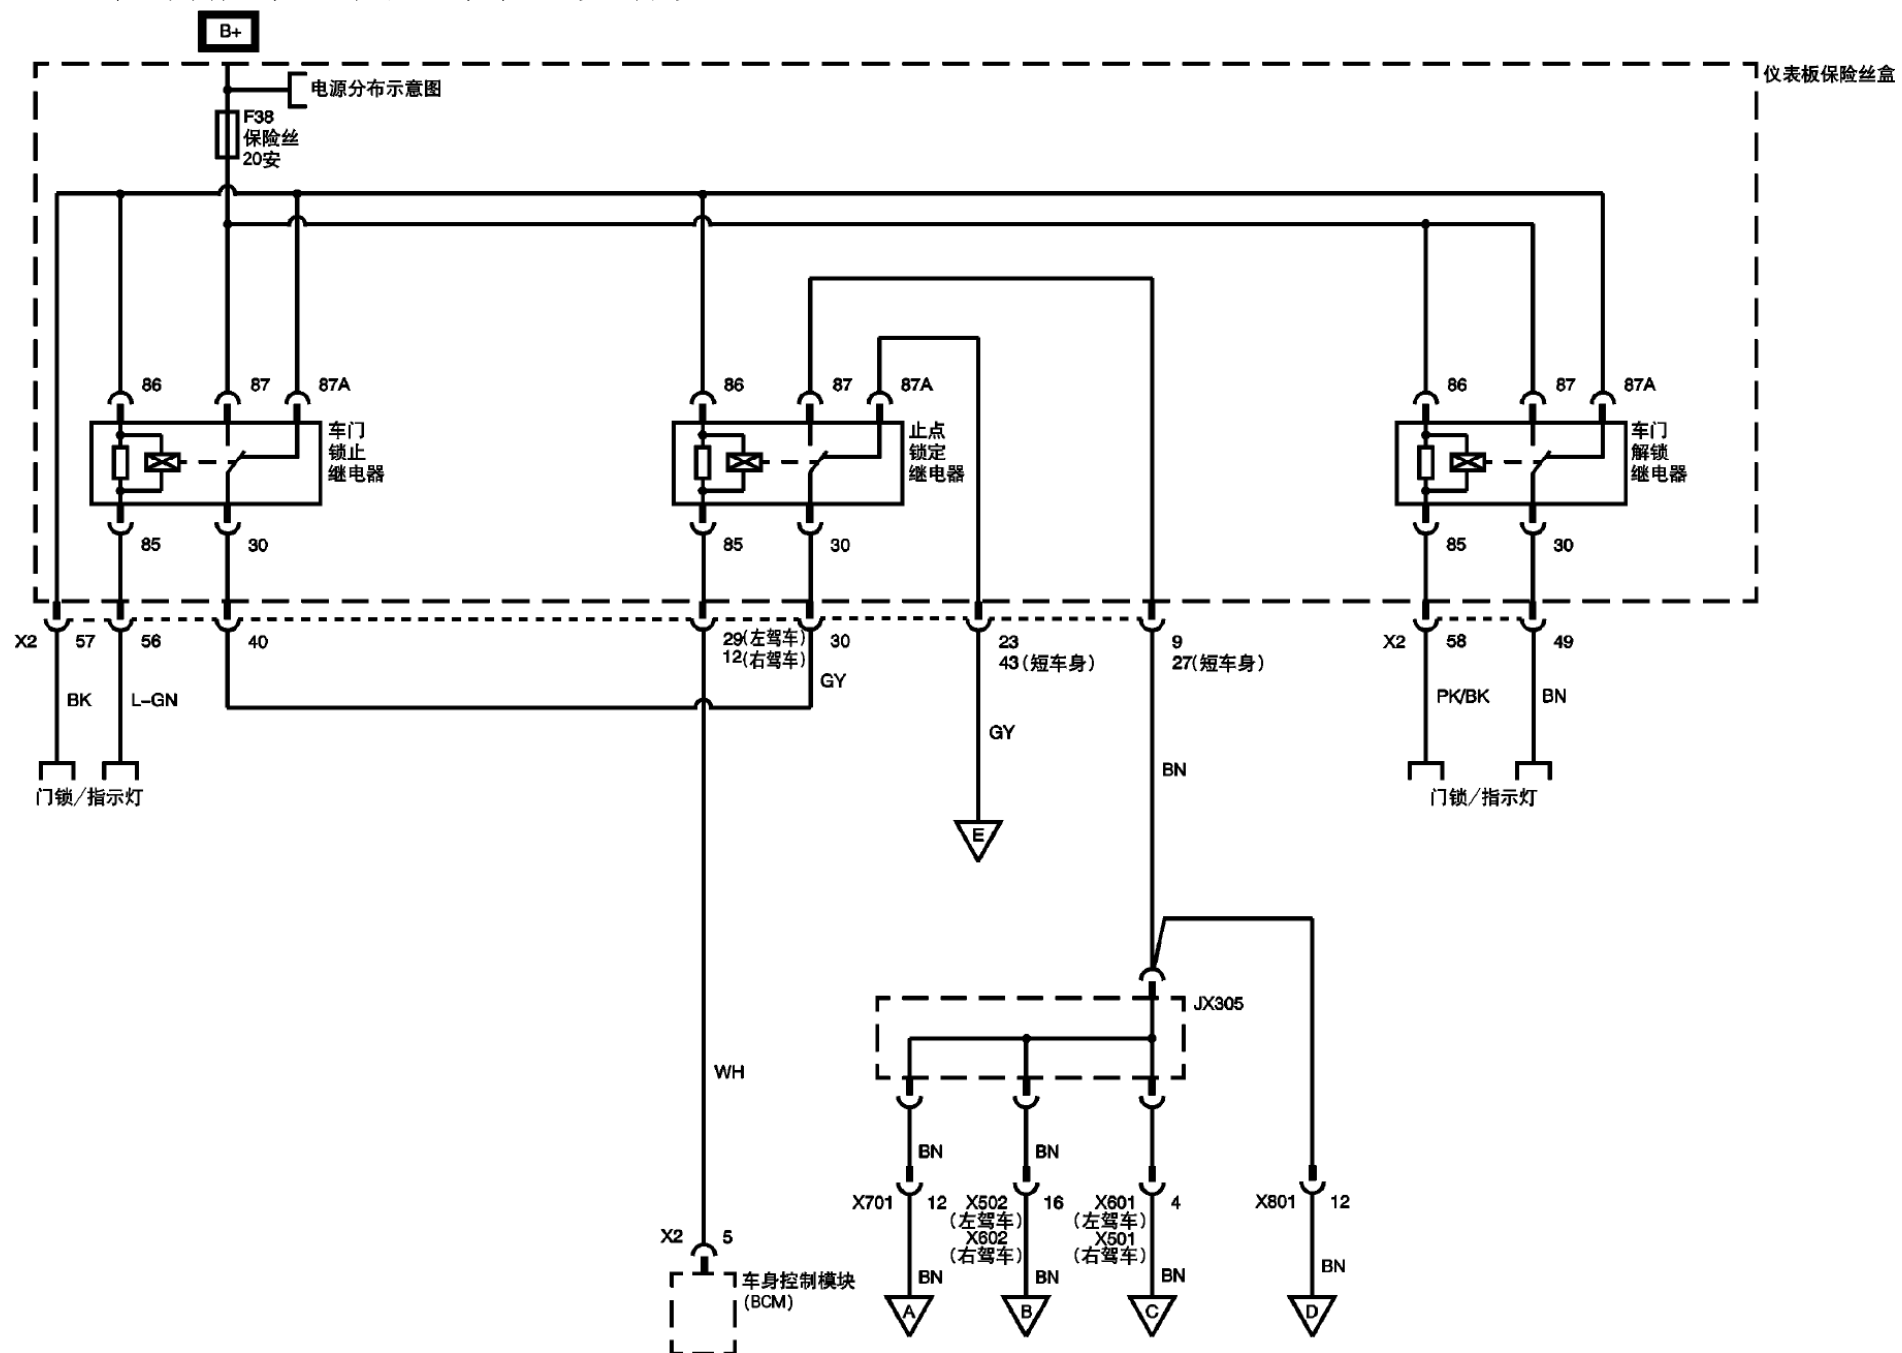 B+
仪表板保险丝盒
电源分布示意图
F38
保险丝
20安
86
87
87A
86
87
87A
86
87
87A
车门
锁止
继电器
止点
锁定
继电器
车门
解锁
继电器
85
30
85
30
85
30
X2
57
56
40
29(左驾车)
12(右驾车)
30
23
43(短车身)
9
27(短车身)
X2
58
49
BK
L-GN
GY
PK/BK
BN
GY
BN
门锁/指示灯
门锁/指示灯
E
JX305
WH
BN
BN
X701
12
X502
(左驾车)
X602
(右驾车)
16
X601
(左驾车)
X501
(右驾车)
4
X801
12
X2
5
车身控制模块
(BCM)
BN
BN
BN
BN
A
B
C
D